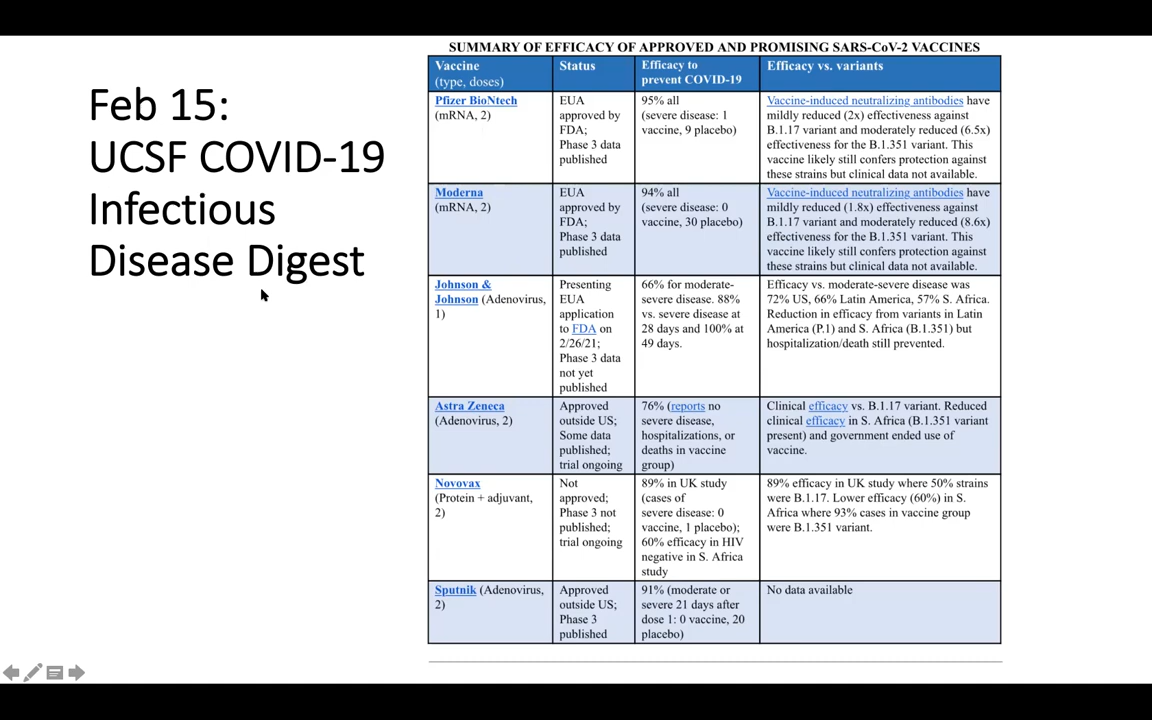 Feb 15:
UCSF COVID-19
Infectious
Disease Digest
SUMMARY OF EFFICACY OF APPROVED AND PROMISING SARS-CoV-2 VACCINES
Vaccine
(type, doses)
Status
Efficacy to
prevent COVID-19
Efficacy vs. variants
Pfizer BioNtech
(mRNA, 2)
EUA
approved by
FDA;
Phase 3 data
published
95% all
(severe disease: 1
vaccine, 9 placebo)
Vaccine-induced neutralizing antibodies have
mildly reduced (2x) effectiveness against
B.1.17 variant and moderately reduced (6.5x)
effectiveness for the B.1.351 variant. This
vaccine likely still confers protection against
these strains but clinical data not available.
Moderna
(mRNA, 2)
EUA
approved by
FDA;
Phase 3 data
published
94% all
(severe disease: 0
vaccine, 30 placebo)
Vaccine-induced neutralizing antibodies have
mildly reduced (1.8x) effectiveness against
B.1.17 variant and moderately reduced (8.6x)
effectiveness for the B.1.351 variant. This
vaccine likely still confers protection against
these strains but clinical data not available.
Johnson &
Johnson (Adenovirus,
1)
Presenting
EUA
application
to FDA on
2/26/21;
Phase 3 data
not yet
published
66% for moderate-
severe disease. 88%
vs. severe disease at
28 days and 100% at
49 days.
Efficacy vs. moderate-severe disease was
72% US, 66% Latin America, 57% S. Africa.
Reduction in efficacy from variants in Latin
America (P.1) and S. Africa (B.1.351) but
hospitalization/death still prevented.
Astra Zeneca
(Adenovirus, 2)
Approved
outside US;
Some data
published;
trial ongoing
76% (reports no
severe disease,
hospitalizations, or
deaths in vaccine
group)
Clinical efficacy vs. B.1.17 variant. Reduced
clinical efficacy in S. Africa (B.1.351 variant
present) and government ended use of
vaccine.
Novovax
(Protein + adjuvant,
2)
Not
approved;
Phase 3 not
published;
trial ongoing
89% in UK study
(cases of
severe disease: 0
vaccine, 1 placebo);
60% efficacy in HIV
negative in S. Africa
study
89% efficacy in UK study where 50% strains
were B.1.17. Lower efficacy (60%) in S.
Africa where 93% cases in vaccine group
were B.1.351 variant.
Sputnik (Adenovirus,
2)
Approved
outside US;
Phase 3
published
91% (moderate or
severe 21 days after
dose 1: 0 vaccine, 20
placebo)
No data available